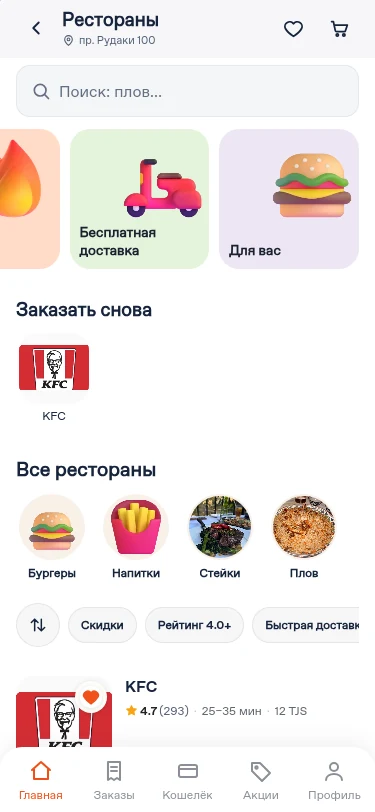 Рестораны
пр. Рудаки 100
Поиск: плов...
Бесплатная
доставка
Для вас
Заказать снова
KFC
KFC
Все рестораны
Бургеры
Напитки
Стейки
Плов
Скидки
Рейтинг 4.0+
Быстрая доставк
KFC
KFC
4.7 (293) · 25–35 мин · 12 TJS
Главная
Заказы
Кошелёк
Акции
Профиль